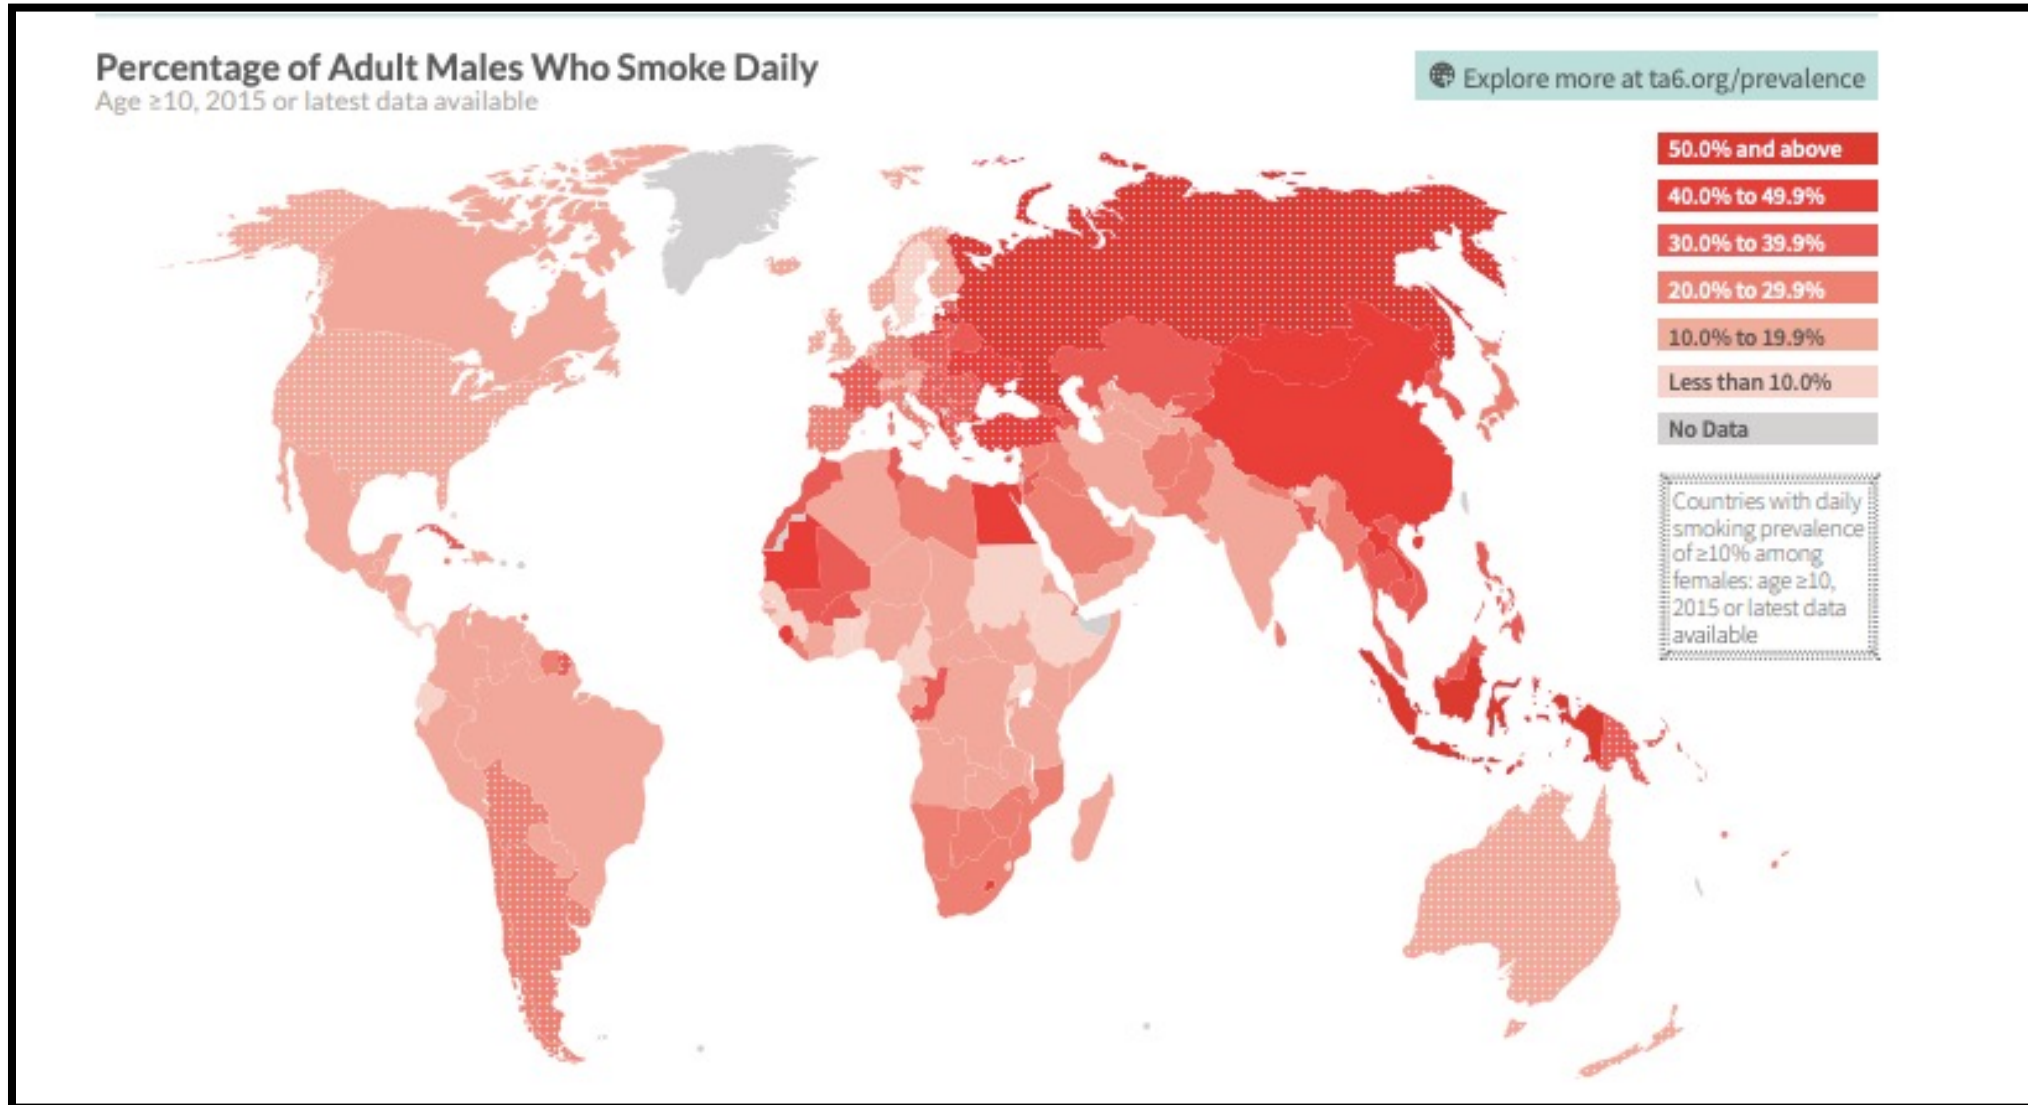 Percentage of Adult Males Who Smoke Daily
Age ≥10, 2015 or latest data available
Explore more at ta6.org/prevalence
50.0% and above
40.0% to 49.9%
30.0% to 39.9%
20.0% to 29.9%
10.0% to 19.9%
Less than 10.0%
No Data
Countries with daily
smoking prevalence
of ≥10% among
females: age ≥10,
2015 or latest data
available